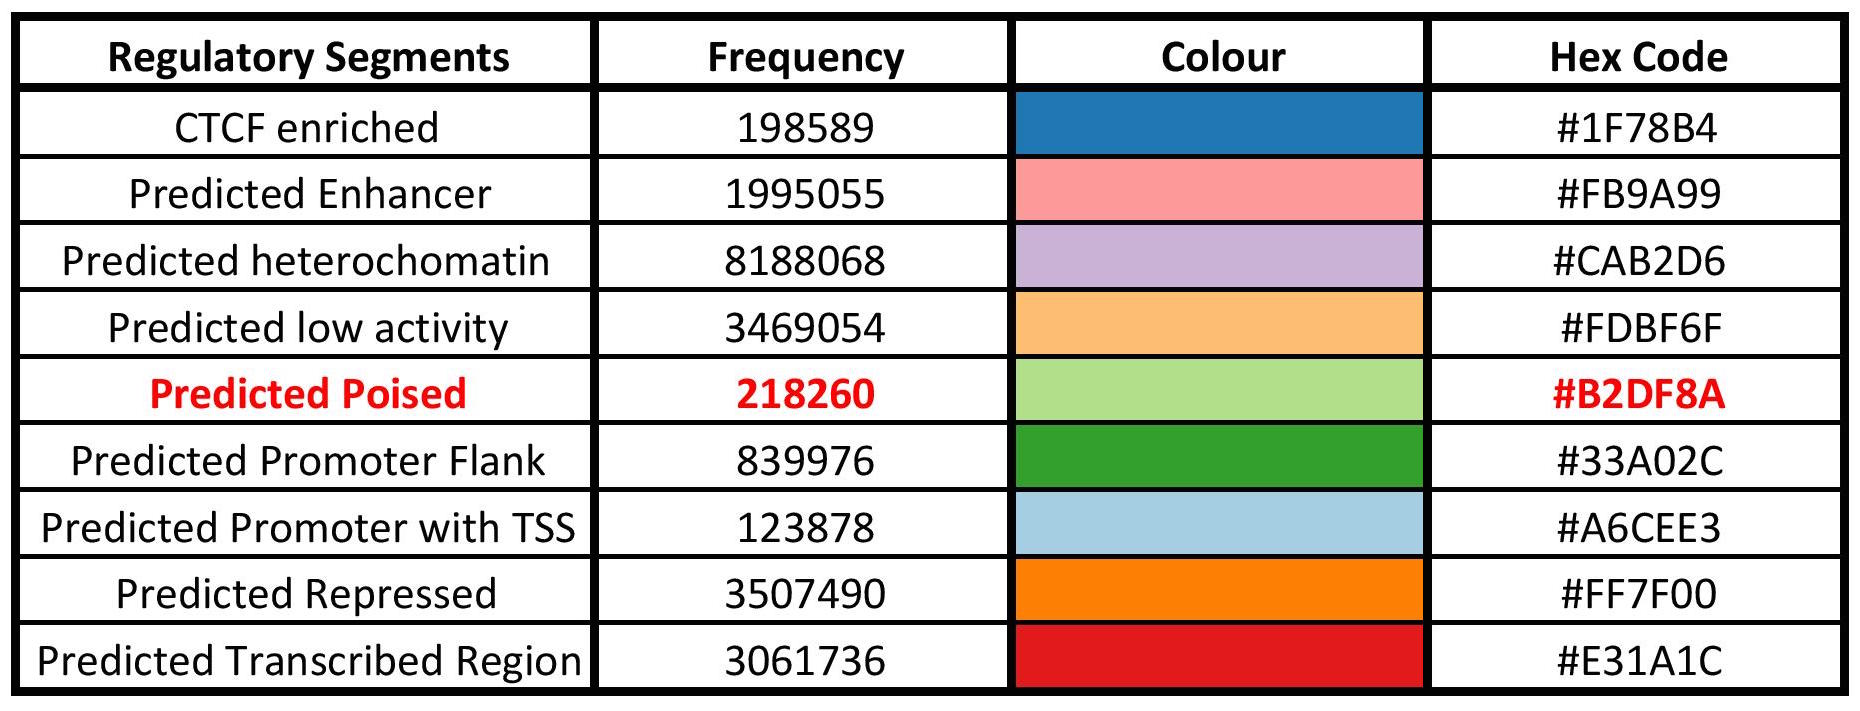 Regulatory Segments Frequency Colour Hex Code
CTCF enriched 198589 #1F78B4
Predicted Enhancer 1995055 #FB9A99
Predicted heterochomatin 8188068 #CAB2D6
Predicted low activity 3469054 #FDBF6F
Predicted Poised 218260 #B2DF8A
Predicted Promoter Flank 839976 #33A02C
Predicted Promoter with TSS 123878 #A6CEE3
Predicted Repressed 3507490 #FF7F00
Predicted Transcribed Region 3061736 #E31A1C